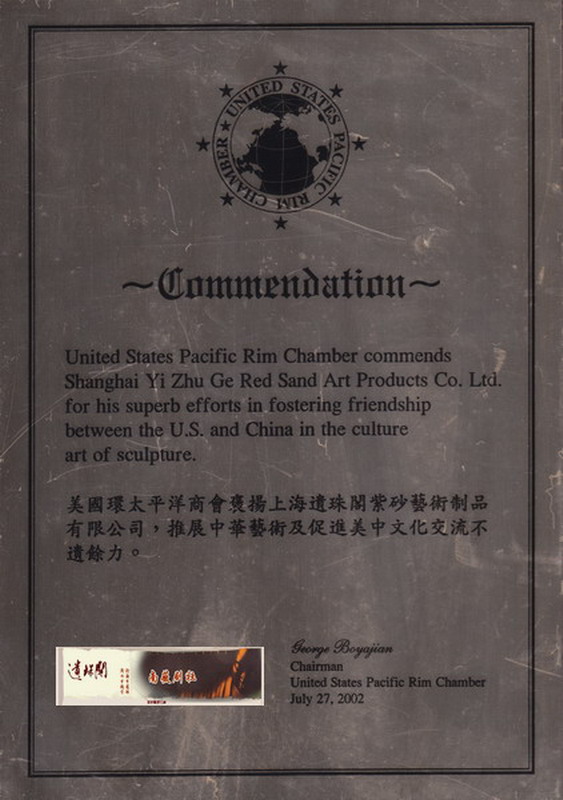 UNITED STATES PACIFIC RIM CHAMBER
~Commendation~
United States Pacific Rim Chamber commends
Shanghai Yi Zhu Ge Red Sand Art Products Co. Ltd.
for his superb efforts in fostering friendship
between the U.S. and China in the culture
art of sculpture.
美國環太平洋商會褒揚上海遺珠閣紫砂藝術制品
有限公司，推展中華藝術及促進美中文化交流不
遺餘力。
George Boyajian
Chairman
United States Pacific Rim Chamber
July 27, 2002
遺珠閣